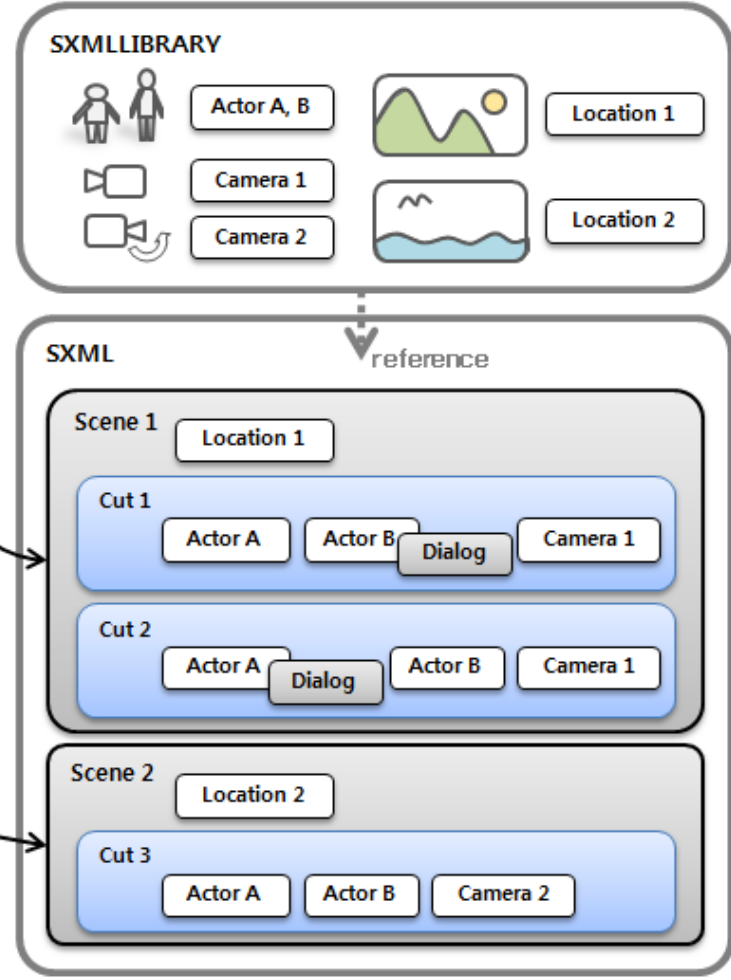 SXMLLIBRARY
Actor A, B
Location 1
Camera 1
Camera 2
Location 2
reference
SXML
Scene 1
Location 1
Cut 1
Actor A
Actor B
Dialog
Camera 1
Cut 2
Actor A
Dialog
Actor B
Camera 1
Scene 2
Location 2
Cut 3
Actor A
Actor B
Camera 2